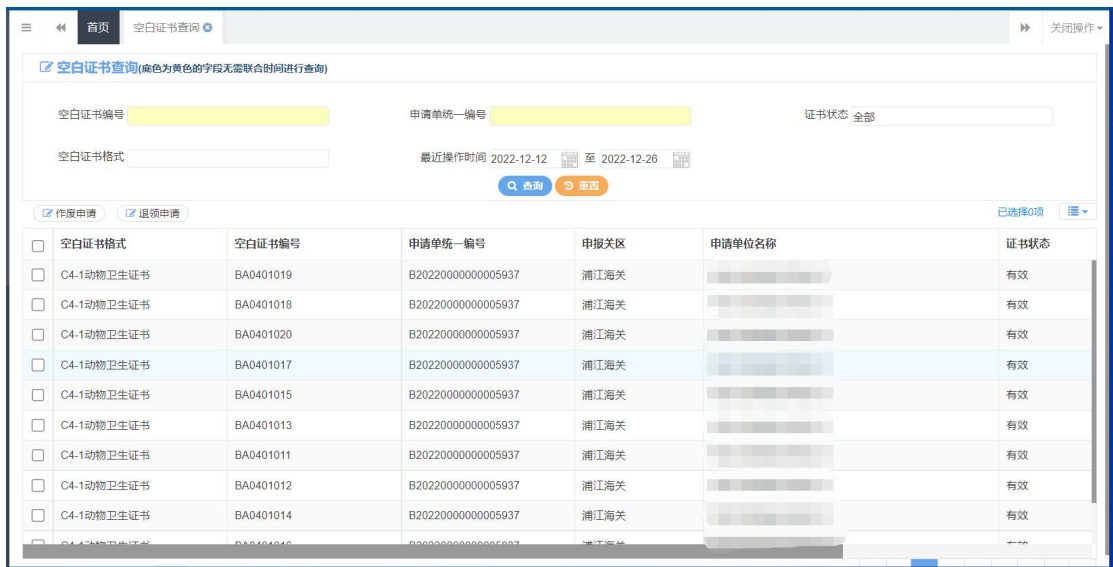 首页 空白证书查询 关闭操作
空白证书查询(底色为黄色的字段无需联合时间进行查询)
空白证书编号 申请单统一编号 证书状态 全部
空白证书格式 最近操作时间 2022-12-12 至 2022-12-26
查询 重置
作废申请 退领申请 已选择0项
空白证书格式 空白证书编号 申请单统一编号 申报关区 申请单位名称 证书状态
C4-1动物卫生证书 BA0401019 B20220000000005937 浦江海关 有效
C4-1动物卫生证书 BA0401018 B20220000000005937 浦江海关 有效
C4-1动物卫生证书 BA0401020 B20220000000005937 浦江海关 有效
C4-1动物卫生证书 BA0401017 B20220000000005937 浦江海关 有效
C4-1动物卫生证书 BA0401015 B20220000000005937 浦江海关 有效
C4-1动物卫生证书 BA0401013 B20220000000005937 浦江海关 有效
C4-1动物卫生证书 BA0401011 B20220000000005937 浦江海关 有效
C4-1动物卫生证书 BA0401012 B20220000000005937 浦江海关 有效
C4-1动物卫生证书 BA0401014 B20220000000005937 浦江海关 有效